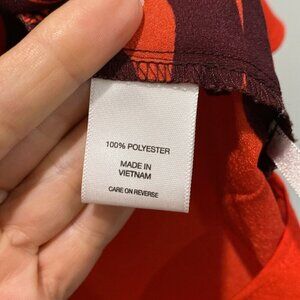 100% POLYESTER
MADE IN
VIETNAM
CARE ON REVERSE